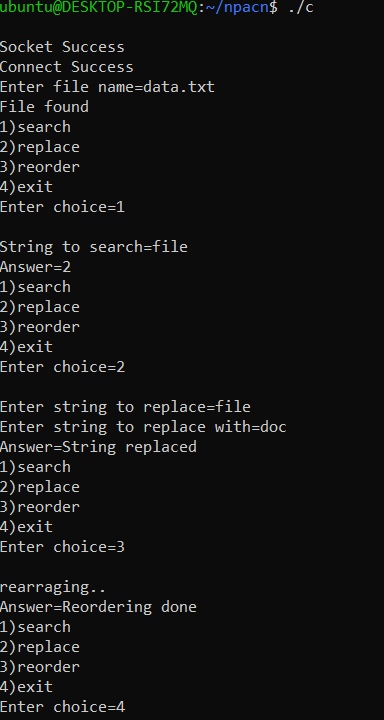 ubuntu@DESKTOP-RSI72MQ:~/npacn$ ./c
Socket Success
Connect Success
Enter file name=data.txt
File found
1)search
2)replace
3)reorder
4)exit
Enter choice=1
String to search=file
Answer=2
1)search
2)replace
3)reorder
4)exit
Enter choice=2
Enter string to replace=file
Enter string to replace with=doc
Answer=String replaced
1)search
2)replace
3)reorder
4)exit
Enter choice=3
rearraging..
Answer=Reordering done
1)search
2)replace
3)reorder
4)exit
Enter choice=4